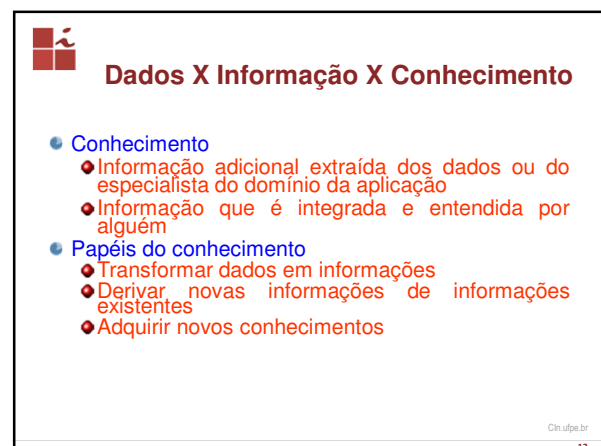 Dados X Informação X Conhecimento
Conhecimento
Informação adicional extraída dos dados ou do
especialista do domínio da aplicação
Informação que é integrada e entendida por
alguém
Papéis do conhecimento
Transformar dados em informações
Derivar novas informações de informações
existentes
Adquirir novos conhecimentos
CIn.ufpe.br